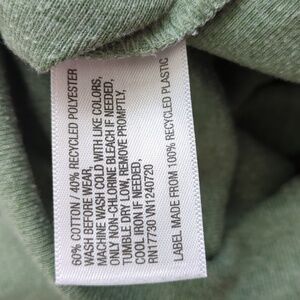 60% COTTON / 40% RECYCLED POLYESTER
WASH BEFORE WEAR,
MACHINE WASH COLD WITH LIKE COLORS,
ONLY NON-CHLORINE BLEACH IF NEEDED,
TUMBLE DRY LOW, REMOVE PROMPTLY,
COOL IRON IF NEEDED.
RN17730 VN1240720
LABEL MADE FROM 100% RECYCLED PLASTIC